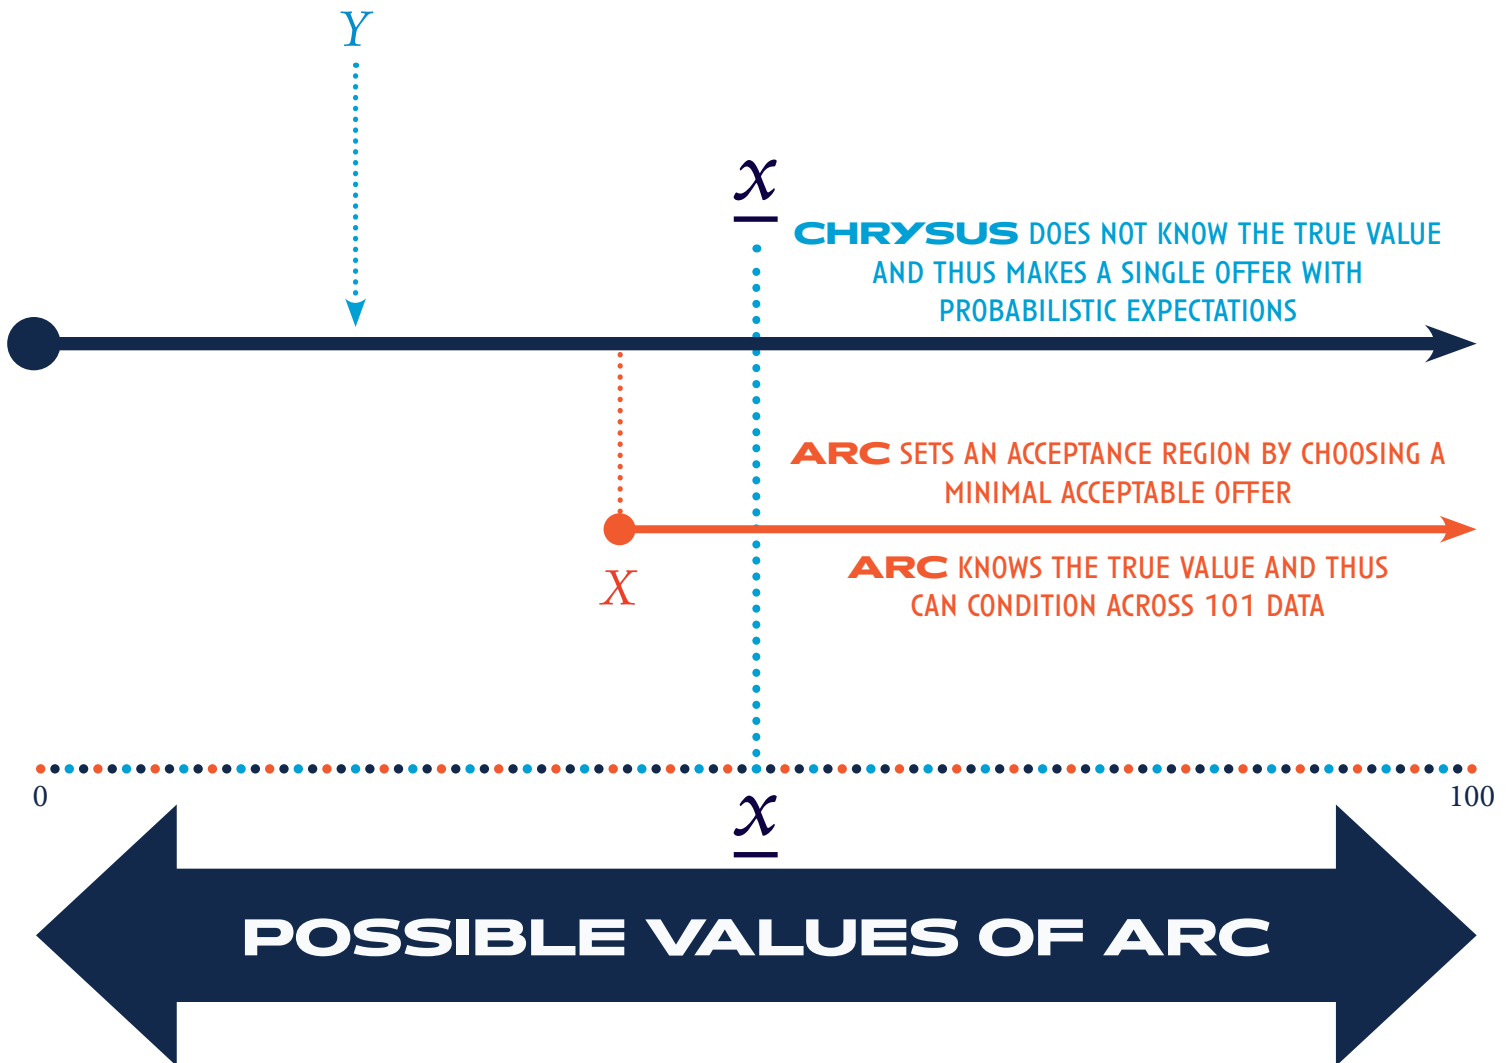 Y
x
CHRYSUS DOES NOT KNOW THE TRUE VALUE
AND THUS MAKES A SINGLE OFFER WITH
PROBABILISTIC EXPECTATIONS
ARC SETS AN ACCEPTANCE REGION BY CHOOSING A
MINIMAL ACCEPTABLE OFFER
X
ARC KNOWS THE TRUE VALUE AND THUS
CAN CONDITION ACROSS 101 DATA
0
x
100
POSSIBLE VALUES OF ARC